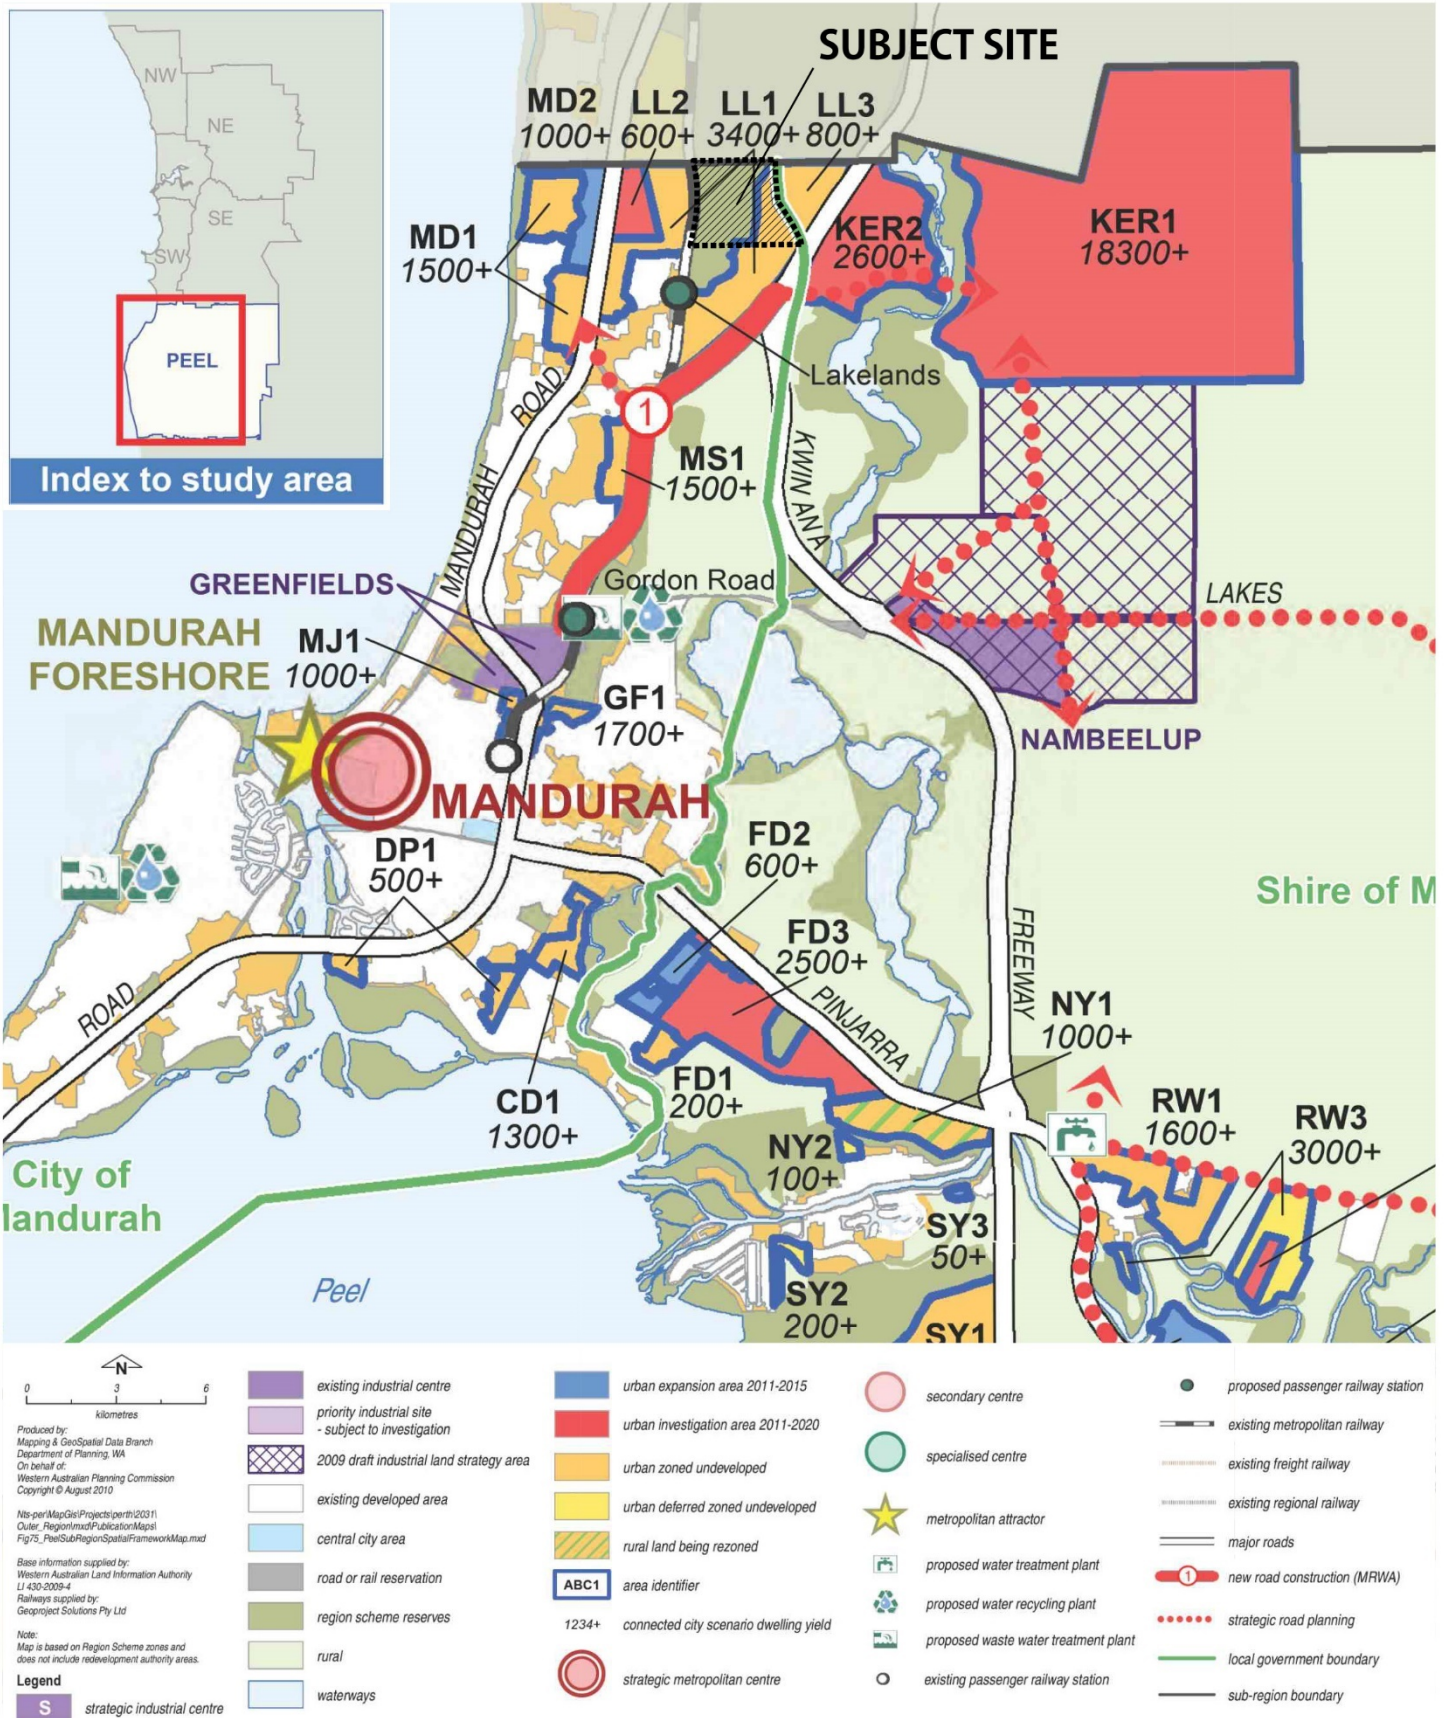 SUBJECT SITE
NW
NE
SE
SW
PEEL
Index to study area
MD2
1000+
LL2
600+
LL1
3400+
LL3
800+
MD1
1500+
KER2
2600+
KER1
18300+
Lakelands
ROAD
1
MS1
1500+
MANDURAH
KWINANA
GREENFIELDS
Gordon Road
LAKES
MANDURAH
FORESHORE
MJ1
1000+
GF1
1700+
NAMBEELUP
MANDURAH
DP1
500+
FD2
600+
Shire of M
FD3
2500+
FREEWAY
ROAD
PINJARRA
NY1
1000+
CD1
1300+
FD1
200+
RW1
1600+
RW3
3000+
NY2
100+
City of
Mandurah
SY3
50+
Peel
SY2
200+
SY1
N
0 3 6
kilometres
Produced by:
Mapping & GeoSpatial Data Branch
Department of Planning, WA
On behalf of:
Western Australian Planning Commission
Copyright © August 2010
Nts-per\MapGis\Projects\perth\2031\
Outer_Region\mxd\PublicationMaps\
Fig75_PeelSubRegionSpatialFrameworkMap.mxd
Base information supplied by:
Western Australian Land Information Authority
LI 430-2009-4
Railways supplied by:
Geoproject Solutions Pty Ltd
Note:
Map is based on Region Scheme zones and
does not include redevelopment authority areas.
Legend
S strategic industrial centre
existing industrial centre
priority industrial site
- subject to investigation
2009 draft industrial land strategy area
existing developed area
central city area
road or rail reservation
region scheme reserves
rural
waterways
urban expansion area 2011-2015
urban investigation area 2011-2020
urban zoned undeveloped
urban deferred zoned undeveloped
rural land being rezoned
ABC1 area identifier
1234+ connected city scenario dwelling yield
strategic metropolitan centre
secondary centre
specialised centre
metropolitan attractor
proposed water treatment plant
proposed water recycling plant
proposed waste water treatment plant
existing passenger railway station
proposed passenger railway station
existing metropolitan railway
existing freight railway
existing regional railway
major roads
1 new road construction (MRWA)
strategic road planning
local government boundary
sub-region boundary